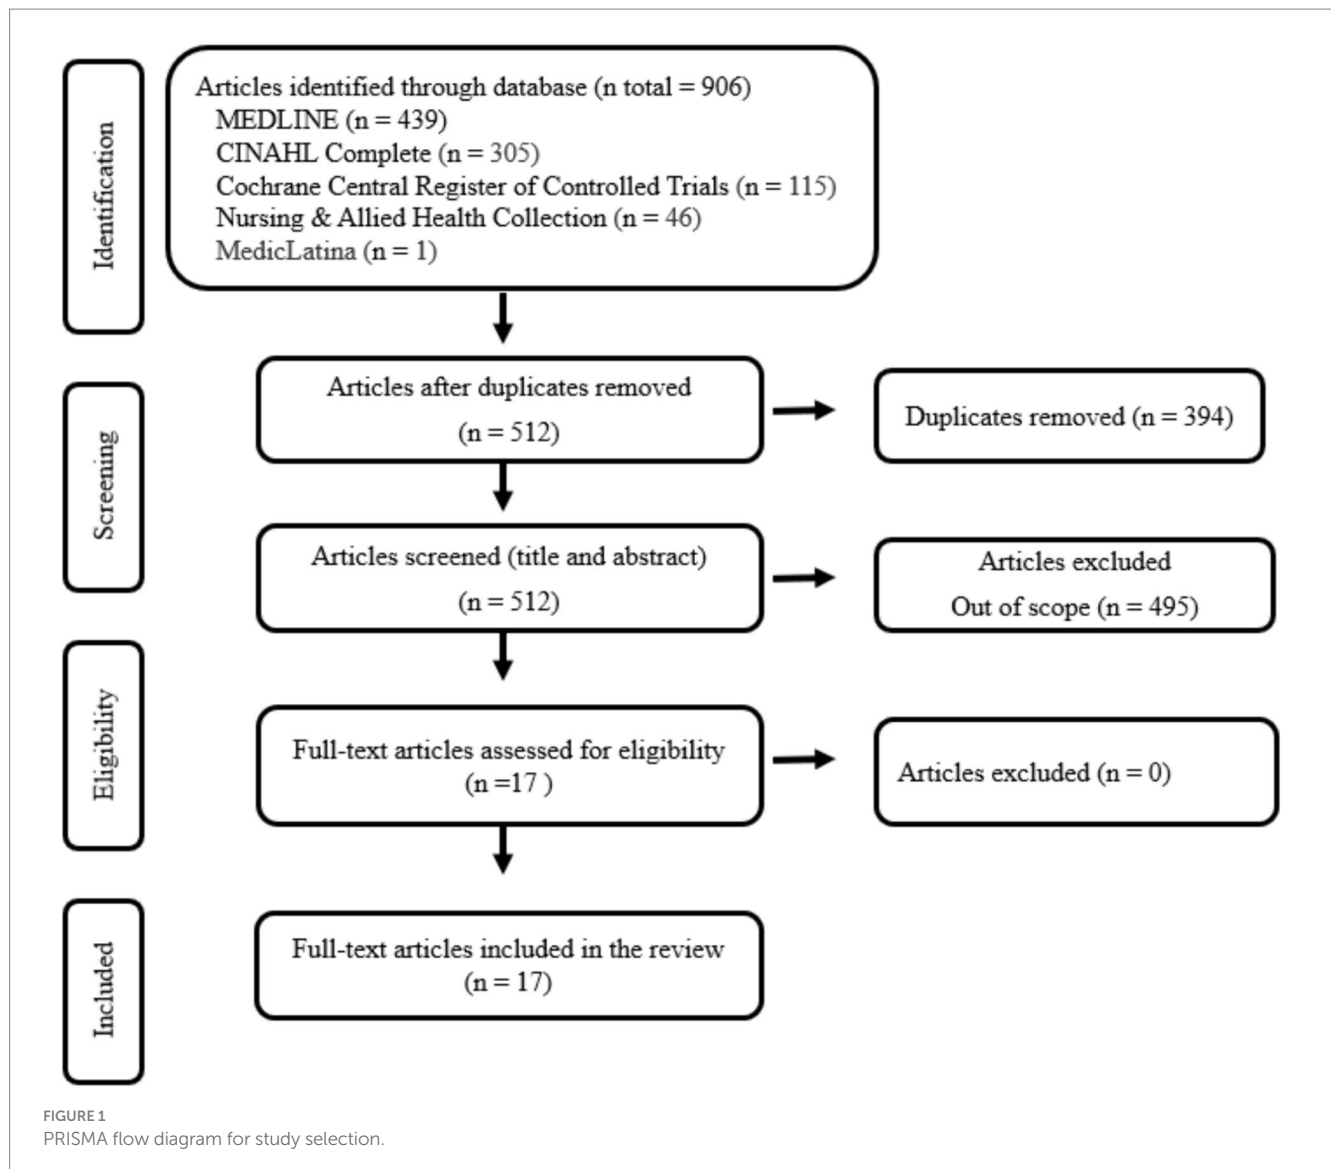 Identification
Articles identified through database (n total = 906)
MEDLINE (n = 439)
CINAHL Complete (n = 305)
Cochrane Central Register of Controlled Trials (n = 115)
Nursing & Allied Health Collection (n = 46)
MedicLatina (n = 1)
Screening
Articles after duplicates removed
(n = 512)
Duplicates removed (n = 394)
Articles screened (title and abstract)
(n = 512)
Articles excluded
Out of scope (n = 495)
Eligibility
Full-text articles assessed for eligibility
(n =17 )
Articles excluded (n = 0)
Included
Full-text articles included in the review
(n = 17)
FIGURE 1
PRISMA flow diagram for study selection.